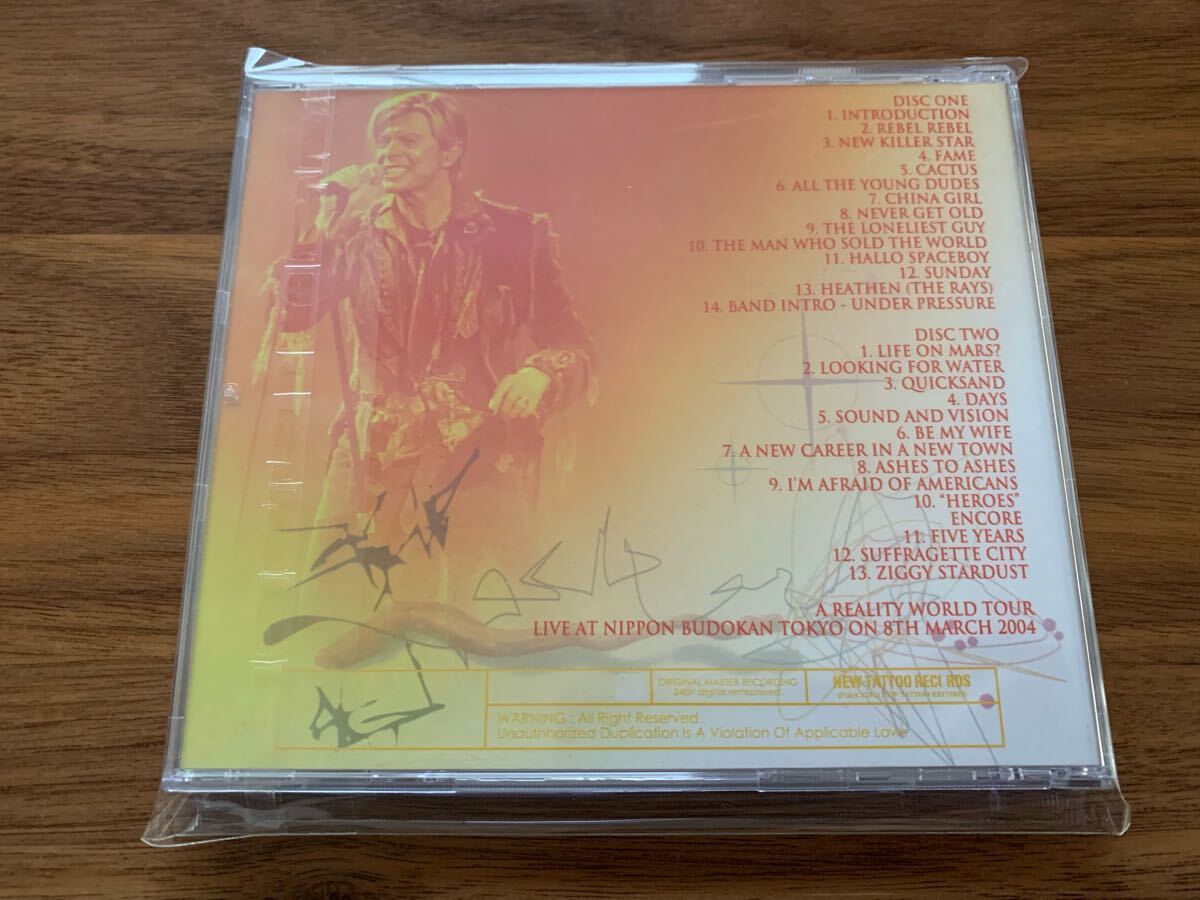 DISC ONE
1. INTRODUCTION
2. REBEL REBEL
3. NEW KILLER STAR
4. FAME
5. CACTUS
6. ALL THE YOUNG DUDES
7. CHINA GIRL
8. NEVER GET OLD
9. THE LONELIEST GUY
10. THE MAN WHO SOLD THE WORLD
11. HALLO SPACEBOY
12. SUNDAY
13. HEATHEN (THE RAYS)
14. BAND INTRO - UNDER PRESSURE
DISC TWO
1. LIFE ON MARS?
2. LOOKING FOR WATER
3. QUICKSAND
4. DAYS
5. SOUND AND VISION
6. BE MY WIFE
7. A NEW CAREER IN A NEW TOWN
8. ASHES TO ASHES
9. I'M AFRAID OF AMERICANS
10. “HEROES”
ENCORE
11. FIVE YEARS
12. SUFFRAGETTE CITY
13. ZIGGY STARDUST
A REALITY WORLD TOUR
LIVE AT NIPPON BUDOKAN TOKYO ON 8TH MARCH 2004
ORIGINAL MASTER RECORDING
24bit digital remastered.
NEW TATTOO RECORDS
WARNING : All Right Reserved.
Unauthhorized Duplication Is A Violation Of Applicable Laws